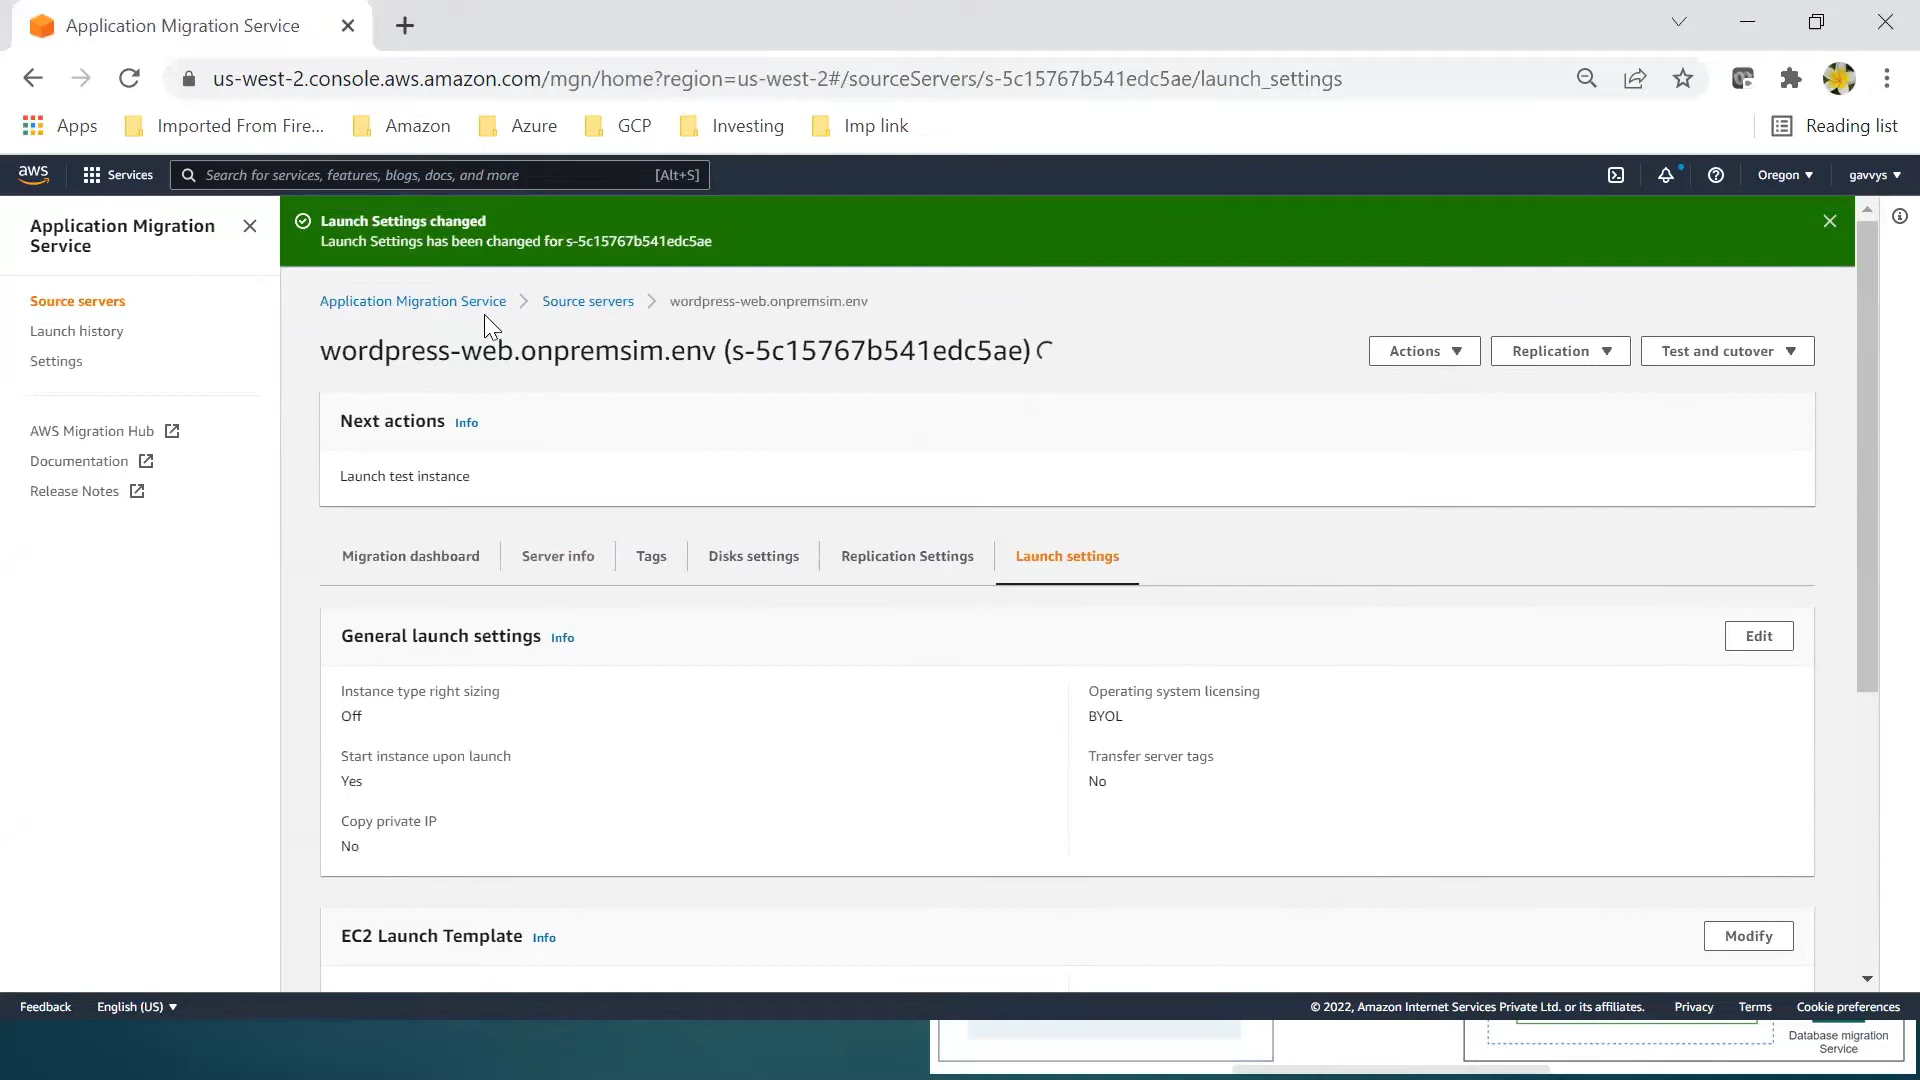 Application Migration Service
us-west-2.console.aws.amazon.com/mgn/home?region=us-west-2#/sourceServers/s-5c15767b541edc5ae/launch_settings
Apps
Imported From Fire...
Amazon
Azure
GCP
Investing
Imp link
Reading list
aws
Services
Search for services, features, blogs, docs, and more
[Alt+S]
Oregon
gavvys
Application Migration
Service
Source servers
Launch history
Settings
AWS Migration Hub
Documentation
Release Notes
Launch Settings changed
Launch Settings has been changed for s-5c15767b541edc5ae
Application Migration Service
Source servers
wordpress-web.onpremsim.env
wordpress-web.onpremsim.env (s-5c15767b541edc5ae)
Actions
Replication
Test and cutover
Next actions Info
Launch test instance
Migration dashboard
Server info
Tags
Disks settings
Replication Settings
Launch settings
General launch settings Info
Edit
Instance type right sizing
Off
Start instance upon launch
Yes
Copy private IP
No
Operating system licensing
BYOL
Transfer server tags
No
EC2 Launch Template Info
Modify
Feedback
English (US)
© 2022, Amazon Internet Services Private Ltd. or its affiliates.
Privacy
Terms
Cookie preferences
Database migration
Service